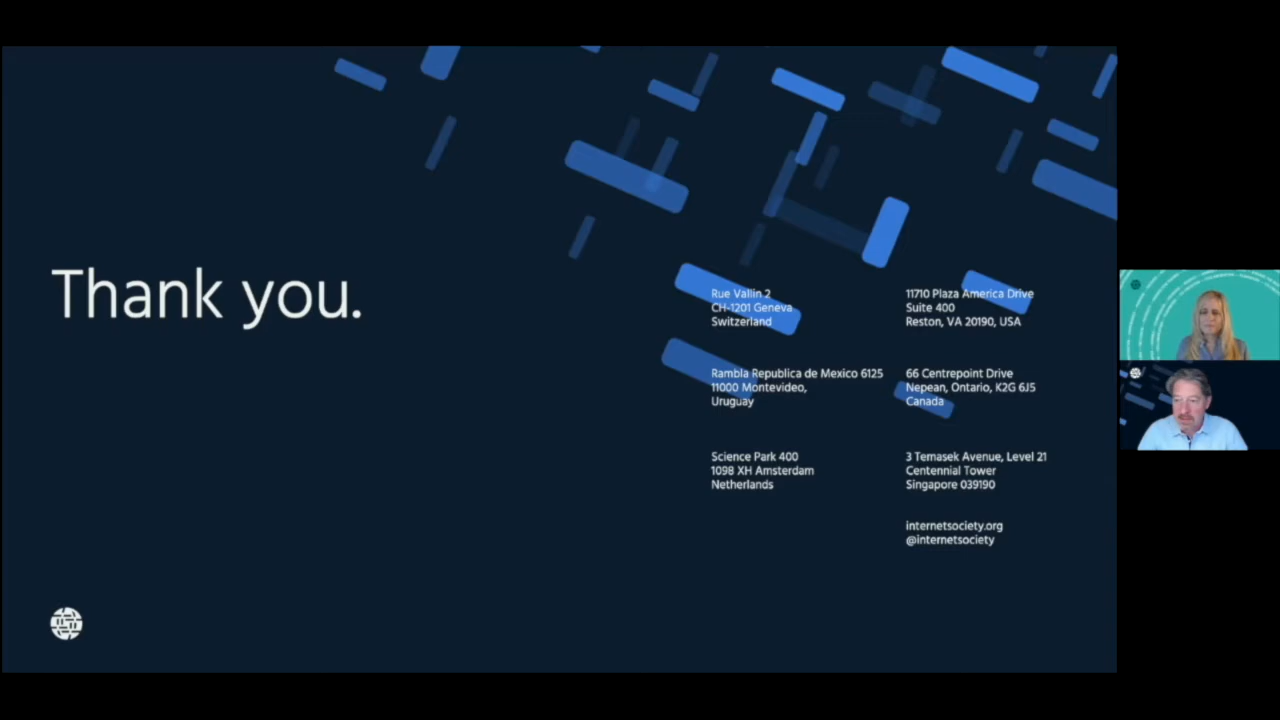 Thank you.
Rue Vallin 2
CH-1201 Geneva
Switzerland
11710 Plaza America Drive
Suite 400
Reston, VA 20190, USA
Rambla Republica de Mexico 6125
11000 Montevideo,
Uruguay
66 Centrepoint Drive
Nepean, Ontario, K2G 6J5
Canada
Science Park 400
1098 XH Amsterdam
Netherlands
3 Temasek Avenue, Level 21
Centennial Tower
Singapore 039190
internetsociety.org
@internetsociety